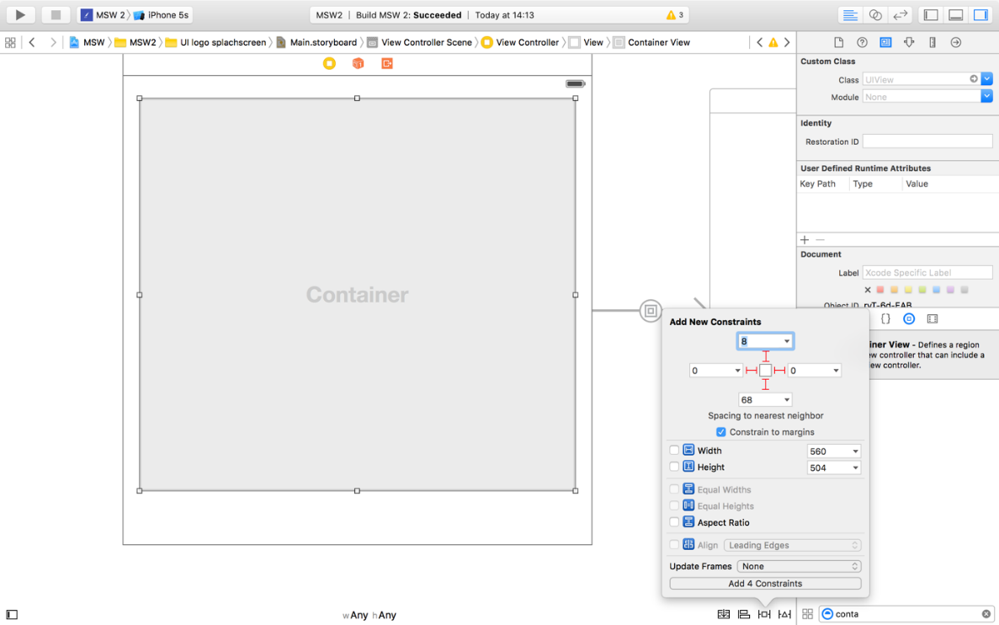 MSW 2 iPhone 5s MSW2 | Build MSW 2: Succeeded | Today at 14:13 3
MSW MSW2 UI logo splachscreen Main.storyboard View Controller Scene View Controller View Container View
Custom Class
Class UIView
Module None
Identity
Restoration ID
User Defined Runtime Attributes
Key Path Type Value
Container
Document
Label Xcode Specific Label
Object ID ryT-6d-EAB
Add New Constraints
8
0 0
68
Spacing to nearest neighbor
Constrain to margins
Width 560
Height 504
Equal Widths
Equal Heights
Aspect Ratio
Align Leading Edges
Update Frames None
Add 4 Constraints
iner View - Defines a region
ew controller that can include a
ew controller.
wAny hAny
conta